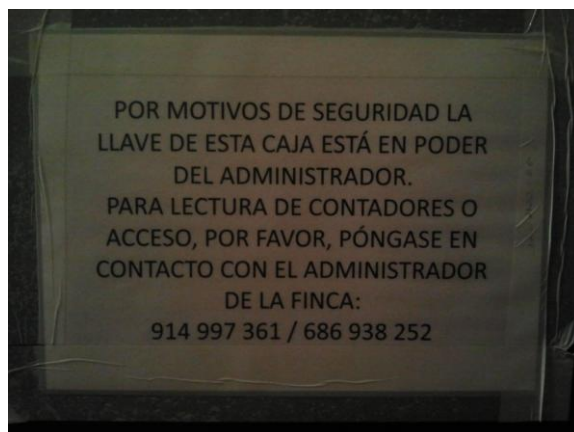 POR MOTIVOS DE SEGURIDAD LA
LLAVE DE ESTA CAJA ESTÁ EN PODER
DEL ADMINISTRADOR.
PARA LECTURA DE CONTADORES O
ACCESO, POR FAVOR, PÓNGASE EN
CONTACTO CON EL ADMINISTRADOR
DE LA FINCA:
914 997 361 / 686 938 252